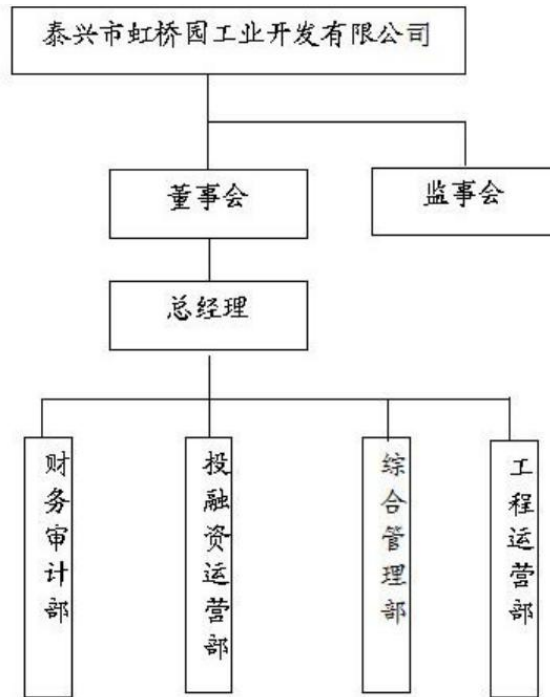 泰兴市虹桥园工业开发有限公司
董事会
监事会
总经理
财务审计部
投融资运营部
综合管理部
工程运营部